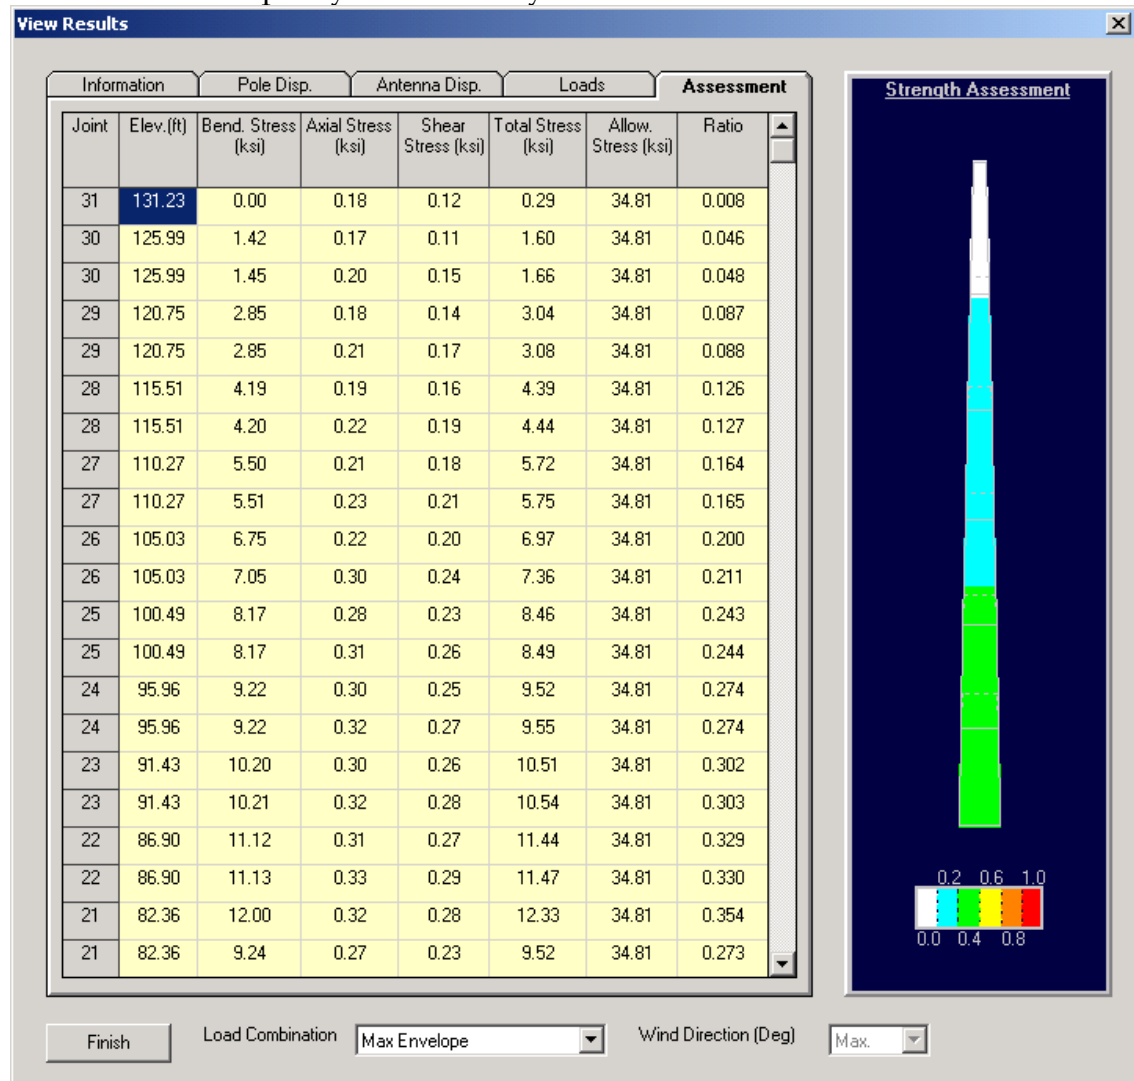 View Results
Information Pole Disp. Antenna Disp. Loads Assessment
Joint Elev.(ft) Bend. Stress (ksi) Axial Stress (ksi) Shear Stress (ksi) Total Stress (ksi) Allow. Stress (ksi) Ratio
31 131.23 0.00 0.18 0.12 0.29 34.81 0.008
30 125.99 1.42 0.17 0.11 1.60 34.81 0.046
30 125.99 1.45 0.20 0.15 1.66 34.81 0.048
29 120.75 2.85 0.18 0.14 3.04 34.81 0.087
29 120.75 2.85 0.21 0.17 3.08 34.81 0.088
28 115.51 4.19 0.19 0.16 4.39 34.81 0.126
28 115.51 4.20 0.22 0.19 4.44 34.81 0.127
27 110.27 5.50 0.21 0.18 5.72 34.81 0.164
27 110.27 5.51 0.23 0.21 5.75 34.81 0.165
26 105.03 6.75 0.22 0.20 6.97 34.81 0.200
26 105.03 7.05 0.30 0.24 7.36 34.81 0.211
25 100.49 8.17 0.28 0.23 8.46 34.81 0.243
25 100.49 8.17 0.31 0.26 8.49 34.81 0.244
24 95.96 9.22 0.30 0.25 9.52 34.81 0.274
24 95.96 9.22 0.32 0.27 9.55 34.81 0.274
23 91.43 10.20 0.30 0.26 10.51 34.81 0.302
23 91.43 10.21 0.32 0.28 10.54 34.81 0.303
22 86.90 11.12 0.31 0.27 11.44 34.81 0.329
22 86.90 11.13 0.33 0.29 11.47 34.81 0.330
21 82.36 12.00 0.32 0.28 12.33 34.81 0.354
21 82.36 9.24 0.27 0.23 9.52 34.81 0.273
Strength Assessment
0.2 0.6 1.0
0.0 0.4 0.8
Finish Load Combination Max Envelope Wind Direction (Deg) Max.